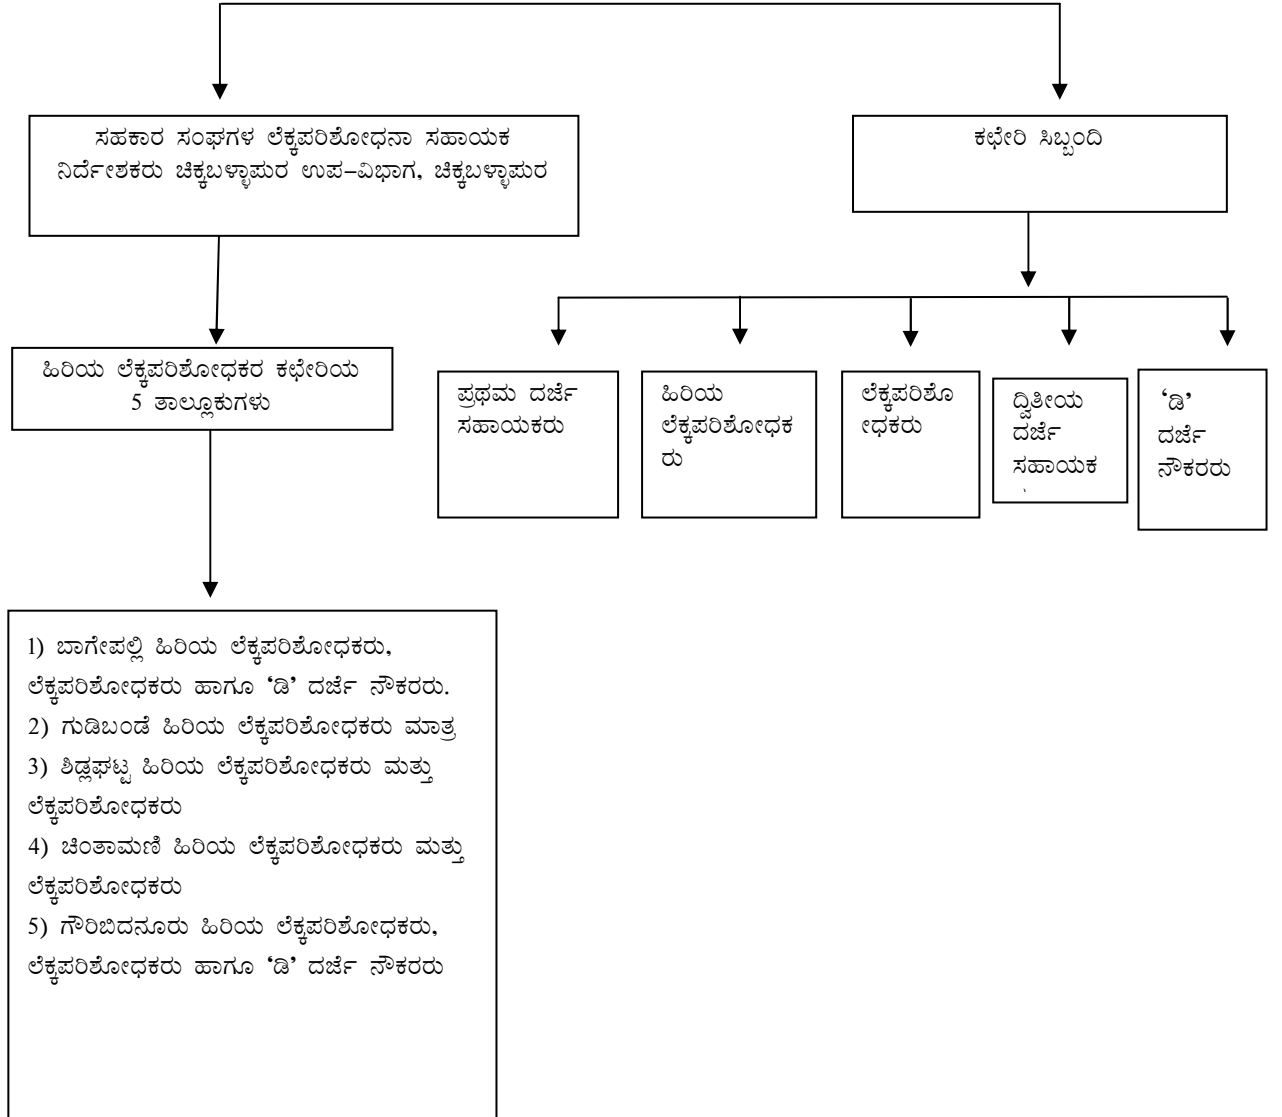 ಸಹಕಾರ ಸಂಘಗಳ ಲೆಕ್ಕಪರಿಶೋಧನಾ ಸಹಾಯಕ
ನಿರ್ದೇಶಕರು ಚಿಕ್ಕಬಳ್ಳಾಪುರ ಉಪ-ವಿಭಾಗ, ಚಿಕ್ಕಬಳ್ಳಾಪುರ
ಕಛೇರಿ ಸಿಬ್ಬಂದಿ
ಹಿರಿಯ ಲೆಕ್ಕಪರಿಶೋಧಕರ ಕಛೇರಿಯ
5 ತಾಲ್ಲೂಕುಗಳು
ಪ್ರಥಮ ದರ್ಜೆ
ಸಹಾಯಕರು
ಹಿರಿಯ
ಲೆಕ್ಕಪರಿಶೋಧಕ
ರು
ಲೆಕ್ಕಪರಿಶೊ
ೀಧಕರು
ದ್ವಿತೀಯ
ದರ್ಜೆ
ಸಹಾಯಕ
‘ಡಿ’
ದರ್ಜೆ
ನೌಕರರು
1) ಬಾಗೇಪಲ್ಲಿ ಹಿರಿಯ ಲೆಕ್ಕಪರಿಶೋಧಕರು,
ಲೆಕ್ಕಪರಿಶೋಧಕರು ಹಾಗೂ ‘ಡಿ’ ದರ್ಜೆ ನೌಕರರು.
2) ಗುಡಿಬಂಡೆ ಹಿರಿಯ ಲೆಕ್ಕಪರಿಶೋಧಕರು ಮಾತ್ರ
3) ಶಿಡ್ಲಘಟ್ಟ ಹಿರಿಯ ಲೆಕ್ಕಪರಿಶೋಧಕರು ಮತ್ತು
ಲೆಕ್ಕಪರಿಶೋಧಕರು
4) ಚಿಂತಾಮಣಿ ಹಿರಿಯ ಲೆಕ್ಕಪರಿಶೋಧಕರು ಮತ್ತು
ಲೆಕ್ಕಪರಿಶೋಧಕರು
5) ಗೌರಿಬಿದನೂರು ಹಿರಿಯ ಲೆಕ್ಕಪರಿಶೋಧಕರು,
ಲೆಕ್ಕಪರಿಶೋಧಕರು ಹಾಗೂ ‘ಡಿ’ ದರ್ಜೆ ನೌಕರರು